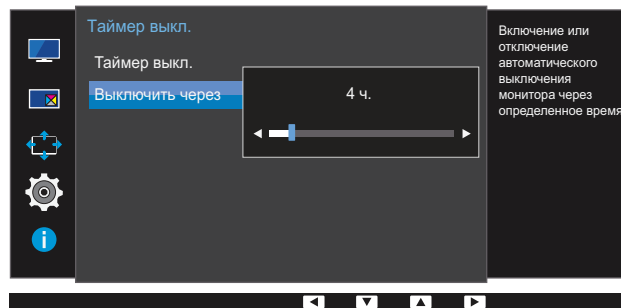 Таймер выкл.
Таймер выкл.
Выключить через
4 ч.
Включение или
отключение
автоматического
выключения
монитора через
определенное время